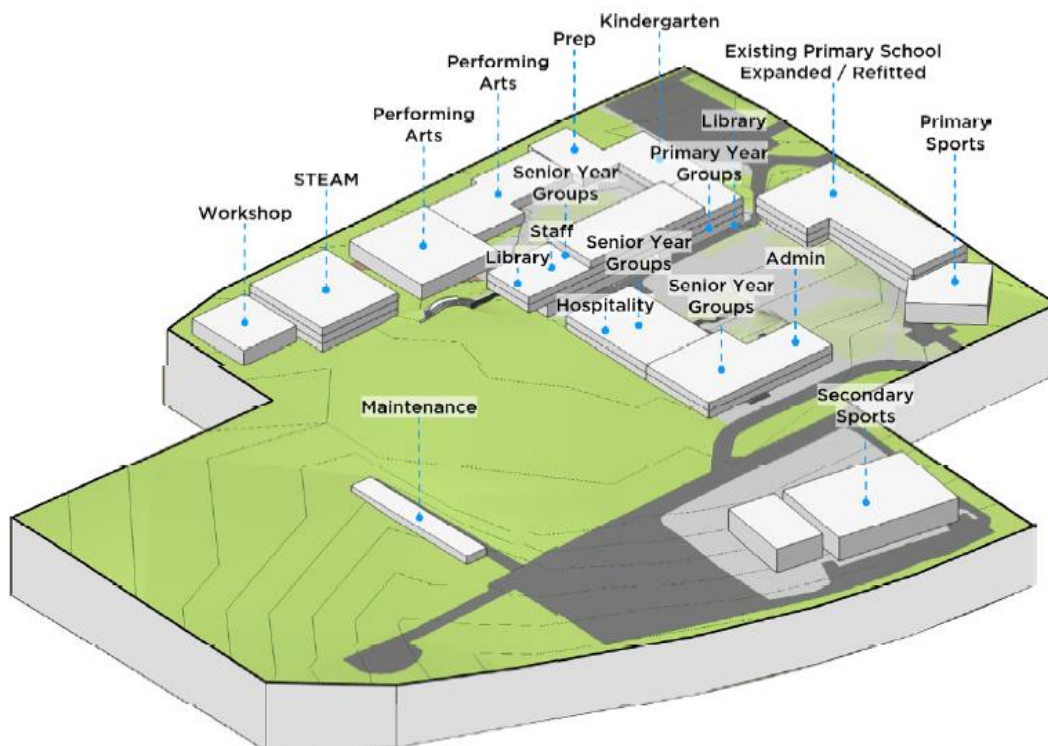 Kindergarten
Prep
Existing Primary School
Expanded / Refitted
Performing
Arts
Performing
Arts
Library
Primary
Sports
Primary Year
Groups
Senior Year
Groups
STEAM
Workshop
Staff
Senior Year
Groups
Library
Admin
Senior Year
Groups
Hospitality
Maintenance
Secondary
Sports